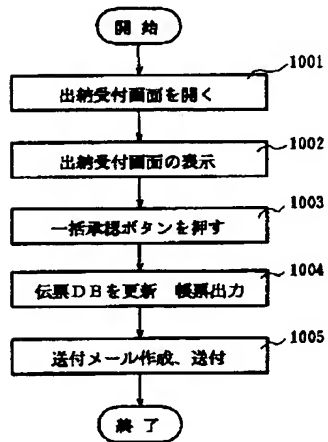 開始
1001
出納受付画面を開く
1002
出納受付画面の表示
1003
一括承認ボタンを押す
1004
伝票DBを更新　帳票出力
1005
送付メール作成、送付
終了